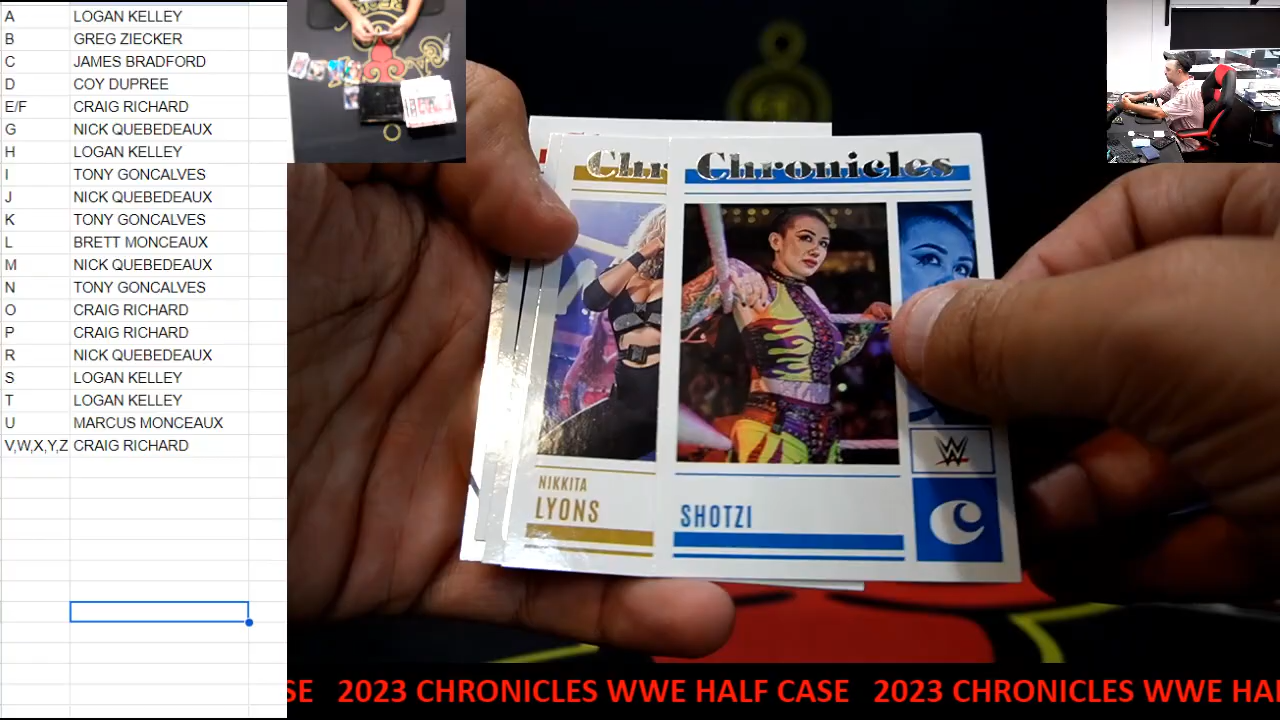 A LOGAN KELLEY
B GREG ZIECKER
C JAMES BRADFORD
D COY DUPREE
E/F CRAIG RICHARD
G NICK QUEBEDEAUX
H LOGAN KELLEY
I TONY GONCALVES
J NICK QUEBEDEAUX
K TONY GONCALVES
L BRETT MONCEAUX
M NICK QUEBEDEAUX
N TONY GONCALVES
O CRAIG RICHARD
P CRAIG RICHARD
R NICK QUEBEDEAUX
S LOGAN KELLEY
T LOGAN KELLEY
U MARCUS MONCEAUX
V,W,X,Y,Z CRAIG RICHARD
Chr
NIKKITA
LYONS
Chronicles
SHOTZI
W
C
SE 2023 CHRONICLES WWE HALF CASE 2023 CHRONICLES WWE HA